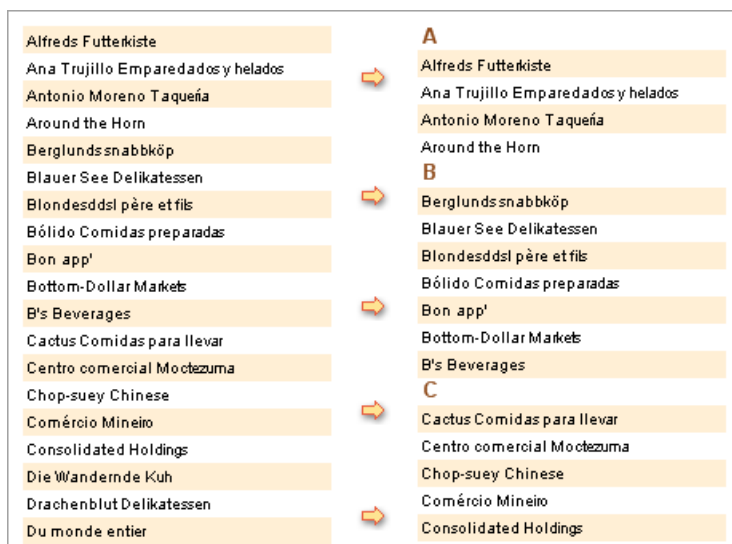 Alfreds Futterkiste
Ana Trujillo Emparedados y helados
Antonio Moreno Taquería
Around the Horn
Berglunds snabbköp
Blauer See Delikatessen
Blondesddsl père et fils
Bólido Comidas preparadas
Bon app'
Bottom-Dollar Markets
B's Beverages
Cactus Comidas para llevar
Centro comercial Moctezuma
Chop-suey Chinese
Comércio Mineiro
Consolidated Holdings
Die Wandernde Kuh
Drachenblut Delikatessen
Du monde entier
A
Alfreds Futterkiste
Ana Trujillo Emparedados y helados
Antonio Moreno Taquería
Around the Horn
B
Berglunds snabbköp
Blauer See Delikatessen
Blondesddsl père et fils
Bólido Comidas preparadas
Bon app'
Bottom-Dollar Markets
B's Beverages
C
Cactus Comidas para llevar
Centro comercial Moctezuma
Chop-suey Chinese
Comércio Mineiro
Consolidated Holdings